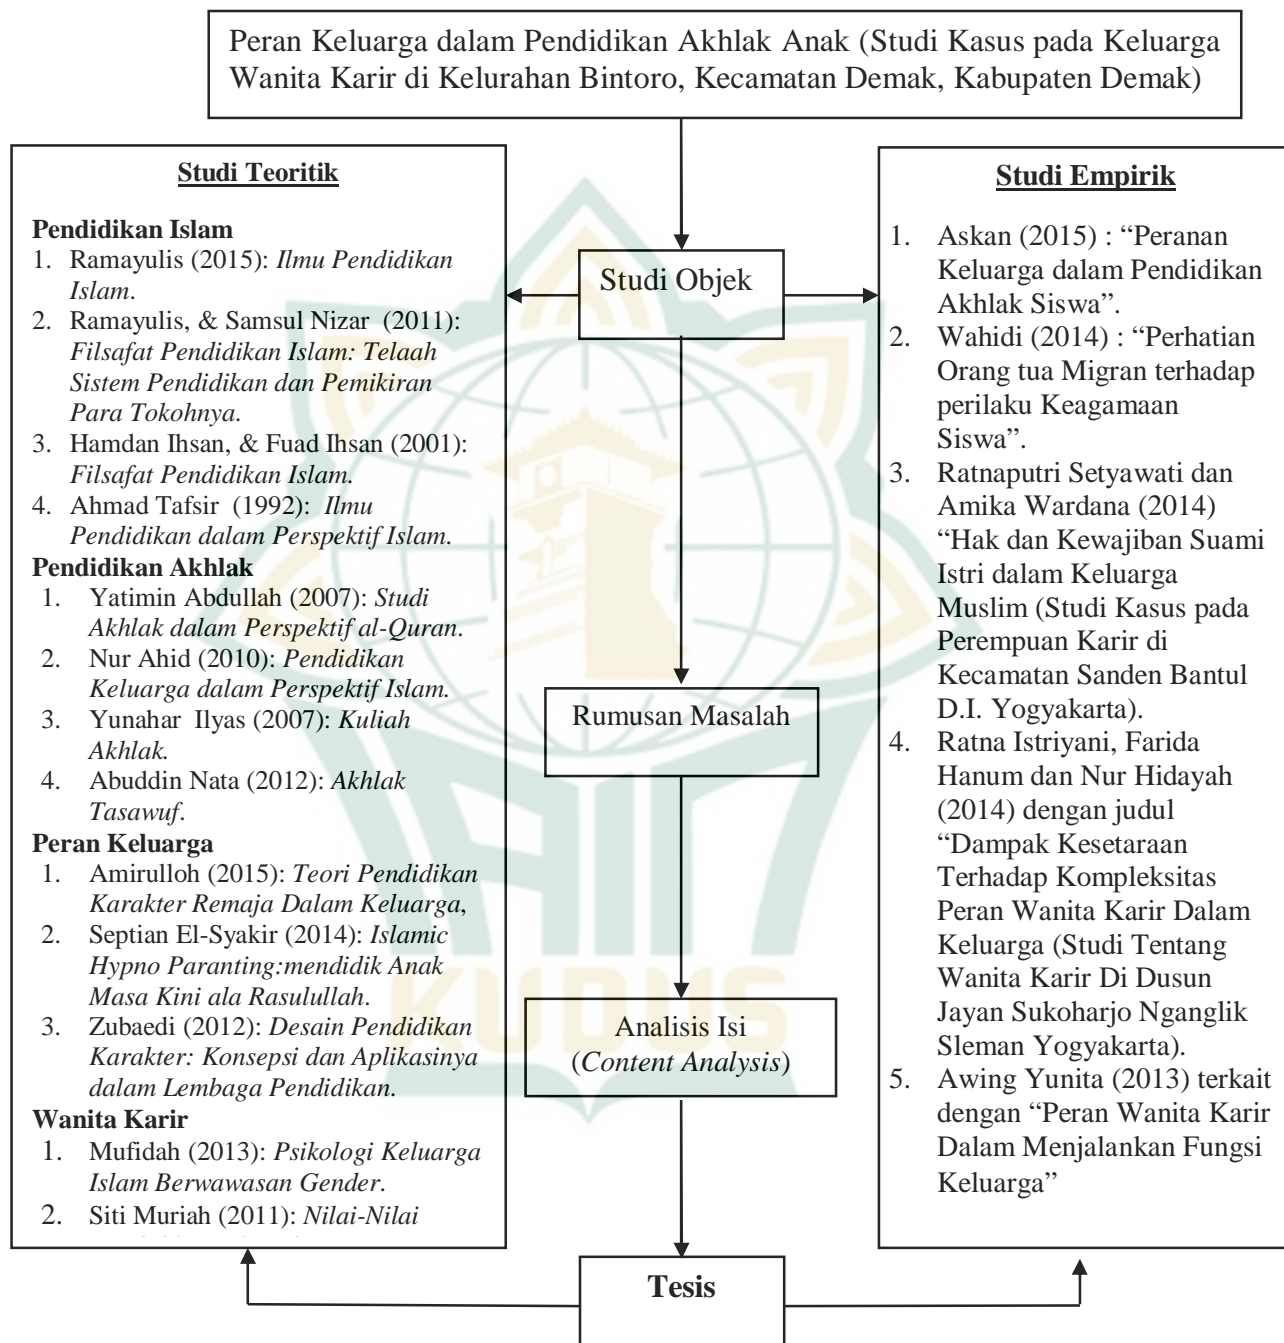 Peran Keluarga dalam Pendidikan Akhlak Anak (Studi Kasus pada Keluarga
Wanita Karir di Kelurahan Bintoro, Kecamatan Demak, Kabupaten Demak)
Studi Teoritik
Pendidikan Islam
1. Ramayulis (2015): Ilmu Pendidikan
Islam.
2. Ramayulis, & Samsul Nizar (2011):
Filsafat Pendidikan Islam: Telaah
Sistem Pendidikan dan Pemikiran
Para Tokohnya.
3. Hamdan Ihsan, & Fuad Ihsan (2001):
Filsafat Pendidikan Islam.
4. Ahmad Tafsir (1992): Ilmu
Pendidikan dalam Perspektif Islam.
Pendidikan Akhlak
1. Yatimin Abdullah (2007): Studi
Akhlak dalam Perspektif al-Quran.
2. Nur Ahid (2010): Pendidikan
Keluarga dalam Perspektif Islam.
3. Yunahar Ilyas (2007): Kuliah
Akhlak.
4. Abuddin Nata (2012): Akhlak
Tasawuf.
Peran Keluarga
1. Amirulloh (2015): Teori Pendidikan
Karakter Remaja Dalam Keluarga,
2. Septian El-Syakir (2014): Islamic
Hypno Paranting:mendidik Anak
Masa Kini ala Rasulullah.
3. Zubaedi (2012): Desain Pendidikan
Karakter: Konsepsi dan Aplikasinya
dalam Lembaga Pendidikan.
Wanita Karir
1. Mufidah (2013): Psikologi Keluarga
Islam Berwawasan Gender.
2. Siti Muriah (2011): Nilai-Nilai
Studi Objek
Rumusan Masalah
Analisis Isi
(Content Analysis)
Tesis
Studi Empirik
1. Askan (2015) : “Peranan
Keluarga dalam Pendidikan
Akhlak Siswa”.
2. Wahidi (2014) : “Perhatian
Orang tua Migran terhadap
perilaku Keagamaan
Siswa”.
3. Ratnaputri Setyawati dan
Amika Wardana (2014)
“Hak dan Kewajiban Suami
Istri dalam Keluarga
Muslim (Studi Kasus pada
Perempuan Karir di
Kecamatan Sanden Bantul
D.I. Yogyakarta).
4. Ratna Istriyani, Farida
Hanum dan Nur Hidayah
(2014) dengan judul
“Dampak Kesetaraan
Terhadap Kompleksitas
Peran Wanita Karir Dalam
Keluarga (Studi Tentang
Wanita Karir Di Dusun
Jayan Sukoharjo Nganglik
Sleman Yogyakarta).
5. Awing Yunita (2013) terkait
dengan “Peran Wanita Karir
Dalam Menjalankan Fungsi
Keluarga”
KUDUS